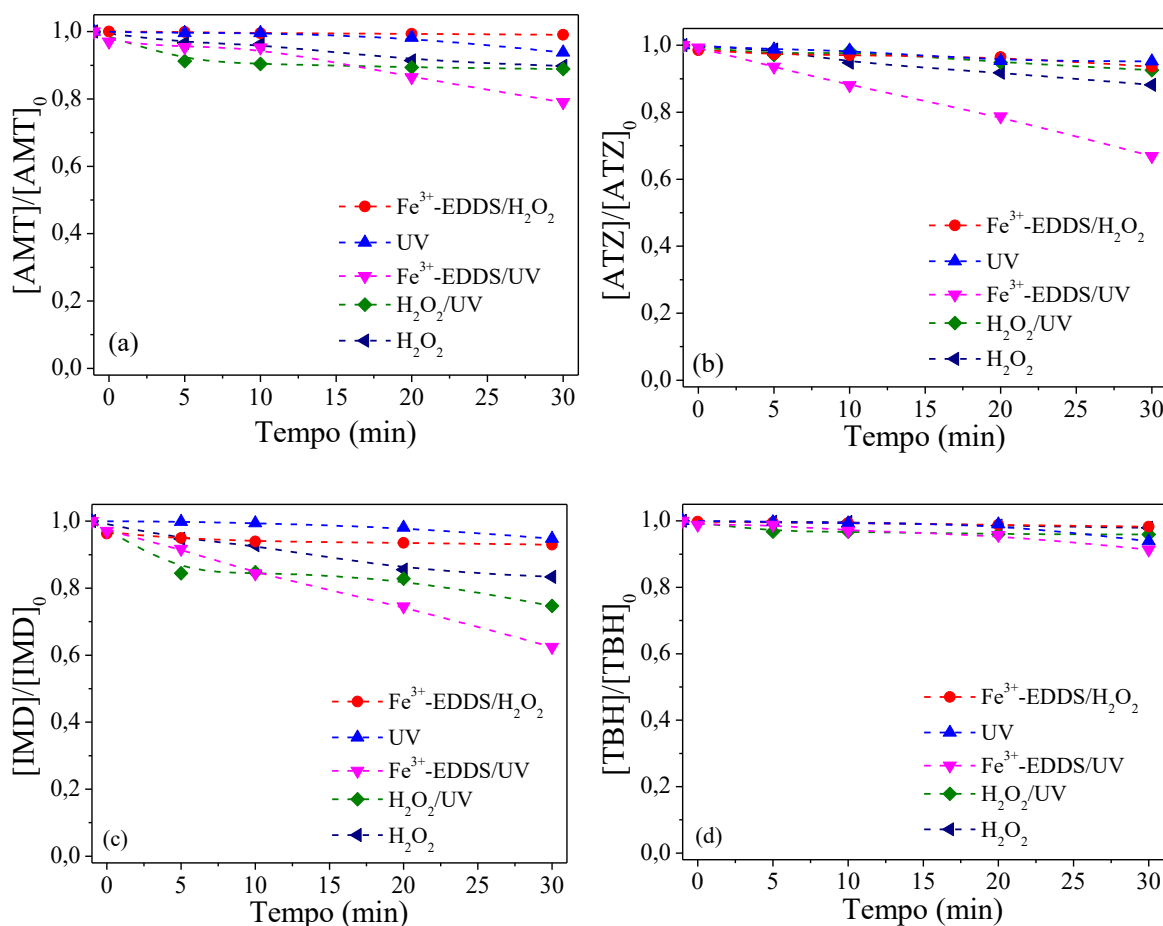 [AMT]/[AMT]₀
1,0
0,8
0,6
0,4
0,2
0,0
Fe³⁺-EDDS/H₂O₂
UV
Fe³⁺-EDDS/UV
H₂O₂/UV
H₂O₂
(a)
0 5 10 15 20 25 30
Tempo (min)
[ATZ]/[ATZ]₀
1,0
0,8
0,6
0,4
0,2
0,0
Fe³⁺-EDDS/H₂O₂
UV
Fe³⁺-EDDS/UV
H₂O₂/UV
H₂O₂
(b)
0 5 10 15 20 25 30
Tempo (min)
[IMD]/[IMD]₀
1,0
0,8
0,6
0,4
0,2
0,0
Fe³⁺-EDDS/H₂O₂
UV
Fe³⁺-EDDS/UV
H₂O₂/UV
H₂O₂
(c)
0 5 10 15 20 25 30
Tempo (min)
[TBH]/[TBH]₀
1,0
0,8
0,6
0,4
0,2
0,0
Fe³⁺-EDDS/H₂O₂
UV
Fe³⁺-EDDS/UV
H₂O₂/UV
H₂O₂
(d)
0 5 10 15 20 25 30
Tempo (min)